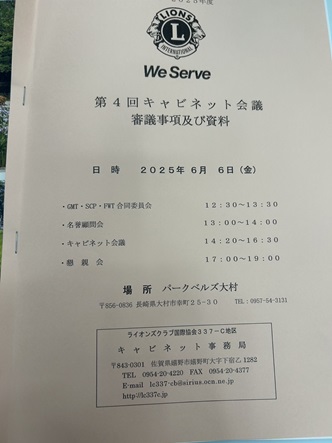 2025年度
LIONS
L
INTERNATIONAL
We Serve
第4回キャビネット会議
審議事項及び資料
日 時 2025年6月 6日(金)
・GMT・SCP・FWT合同委員会 12:30~13:30
・名誉顧問会 13:00~14:00
・キャビネット会議 14:20~16:30
・懇 親 会 17:00~19:00
場 所 パークベルズ大村
〒856-0836 長崎県大村市幸町25-30 TEL:0957-54-3131
ライオンズクラブ国際協会337-C地区
キ ャ ビ ネ ッ ト 事 務 局
〒843-0301 佐賀県嬉野市嬉野町大字下宿乙1282
TEL 0954-20-4220 FAX 0954-20-4377
E-mail lc337-cb@sirius.ocn.ne.jp
http://lc337c.jp